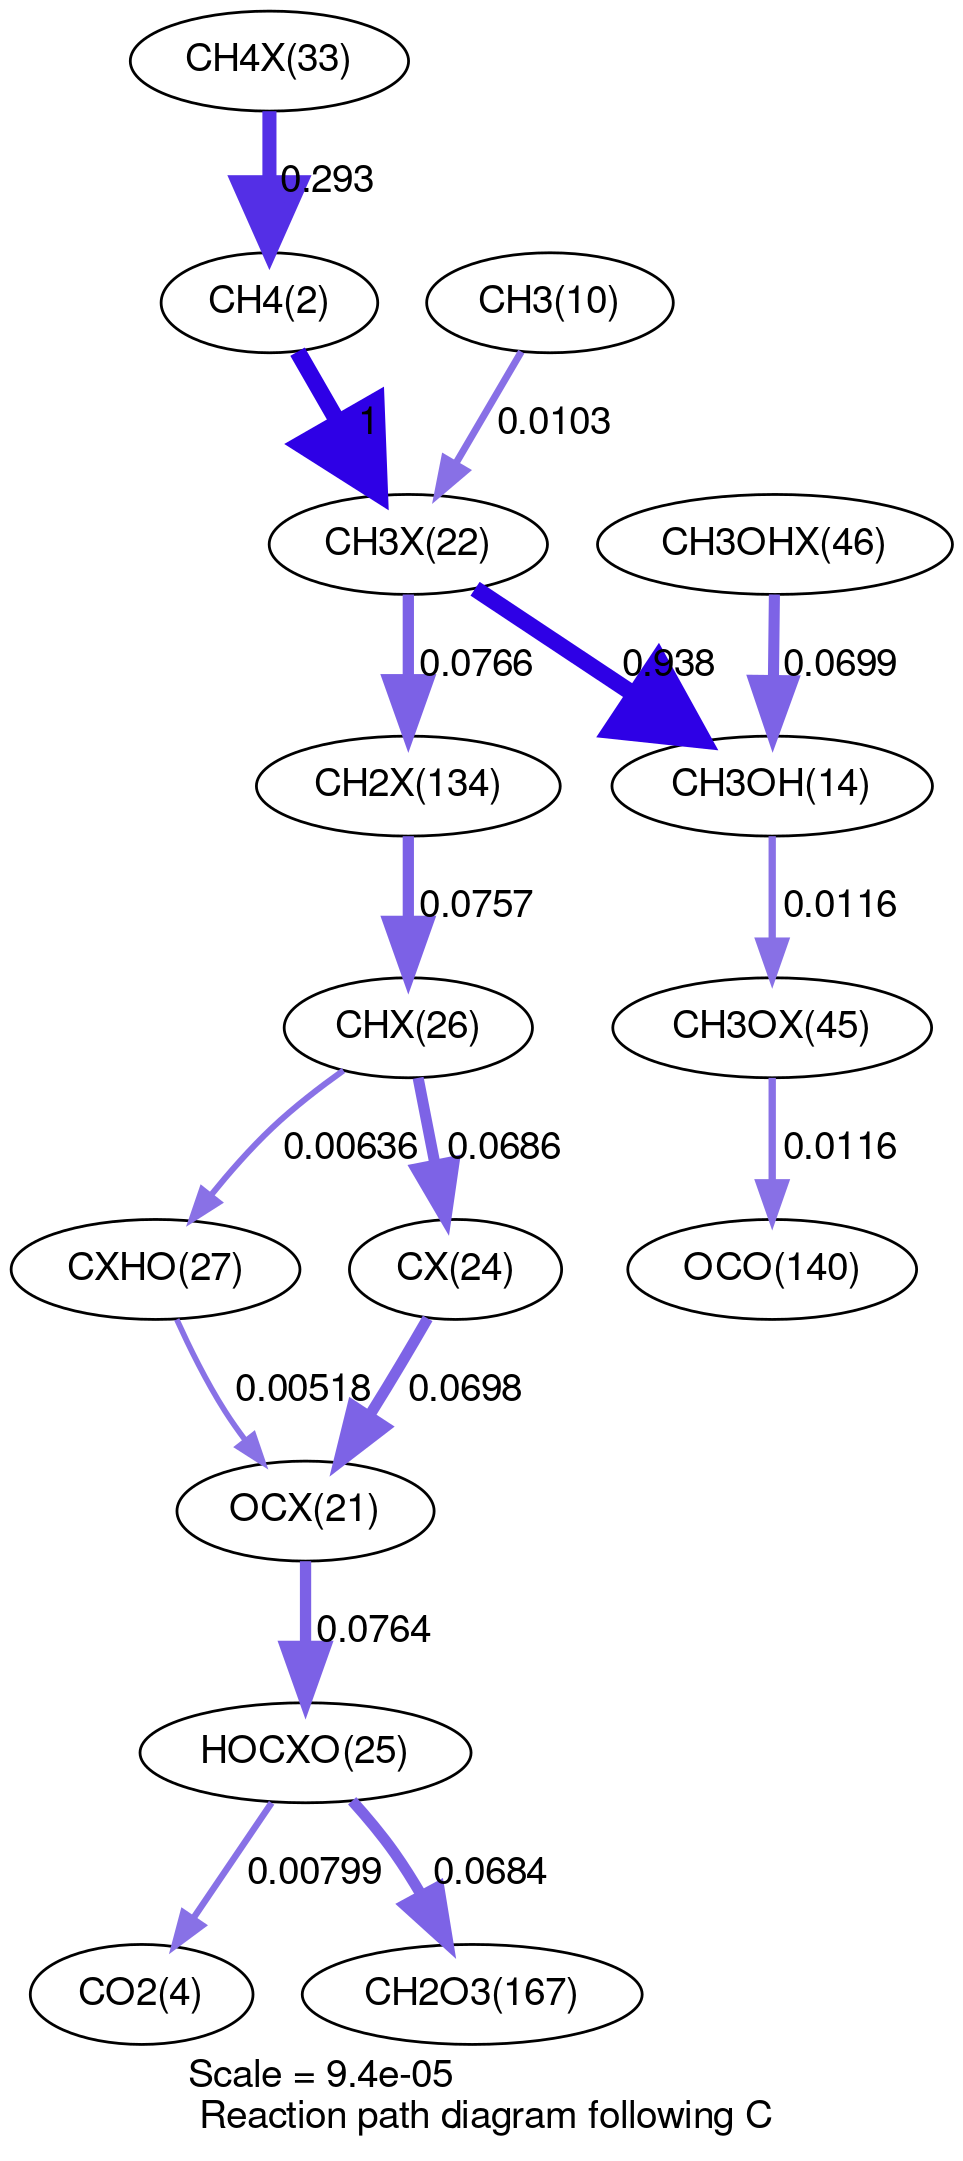 CH4X(33)
0.293
CH4(2)
CH3(10)
1
0.0103
CH3X(22)
CH3OHX(46)
0.0766
0.938
0.0699
CH2X(134)
CH3OH(14)
0.0757
0.0116
CHX(26)
CH3OX(45)
0.00636
0.0686
0.0116
CXHO(27)
CX(24)
OCO(140)
0.00518
0.0698
OCX(21)
0.0764
HOCXO(25)
0.00799
0.0684
CO2(4)
CH2O3(167)
Scale = 9.4e-05
Reaction path diagram following C